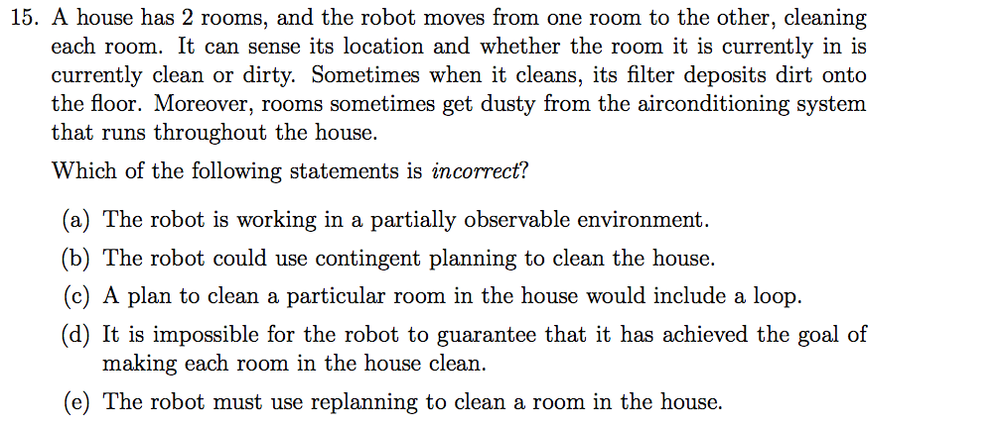 15. A house has 2 rooms, and the robot moves from one room to the other, cleaning
each room. It can sense its location and whether the room it is currently in is
currently clean or dirty. Sometimes when it cleans, its filter deposits dirt onto
the floor. Moreover, rooms sometimes get dusty from the airconditioning system
that runs throughout the house.
Which of the following statements is incorrect?
(a) The robot is working in a partially observable environment.
(b) The robot could use contingent planning to clean the house.
(c) A plan to clean a particular room in the house would include a loop.
(d) It is impossible for the robot to guarantee that it has achieved the goal of
making each room in the house clean.
(e) The robot must use replanning to clean a room in the house.